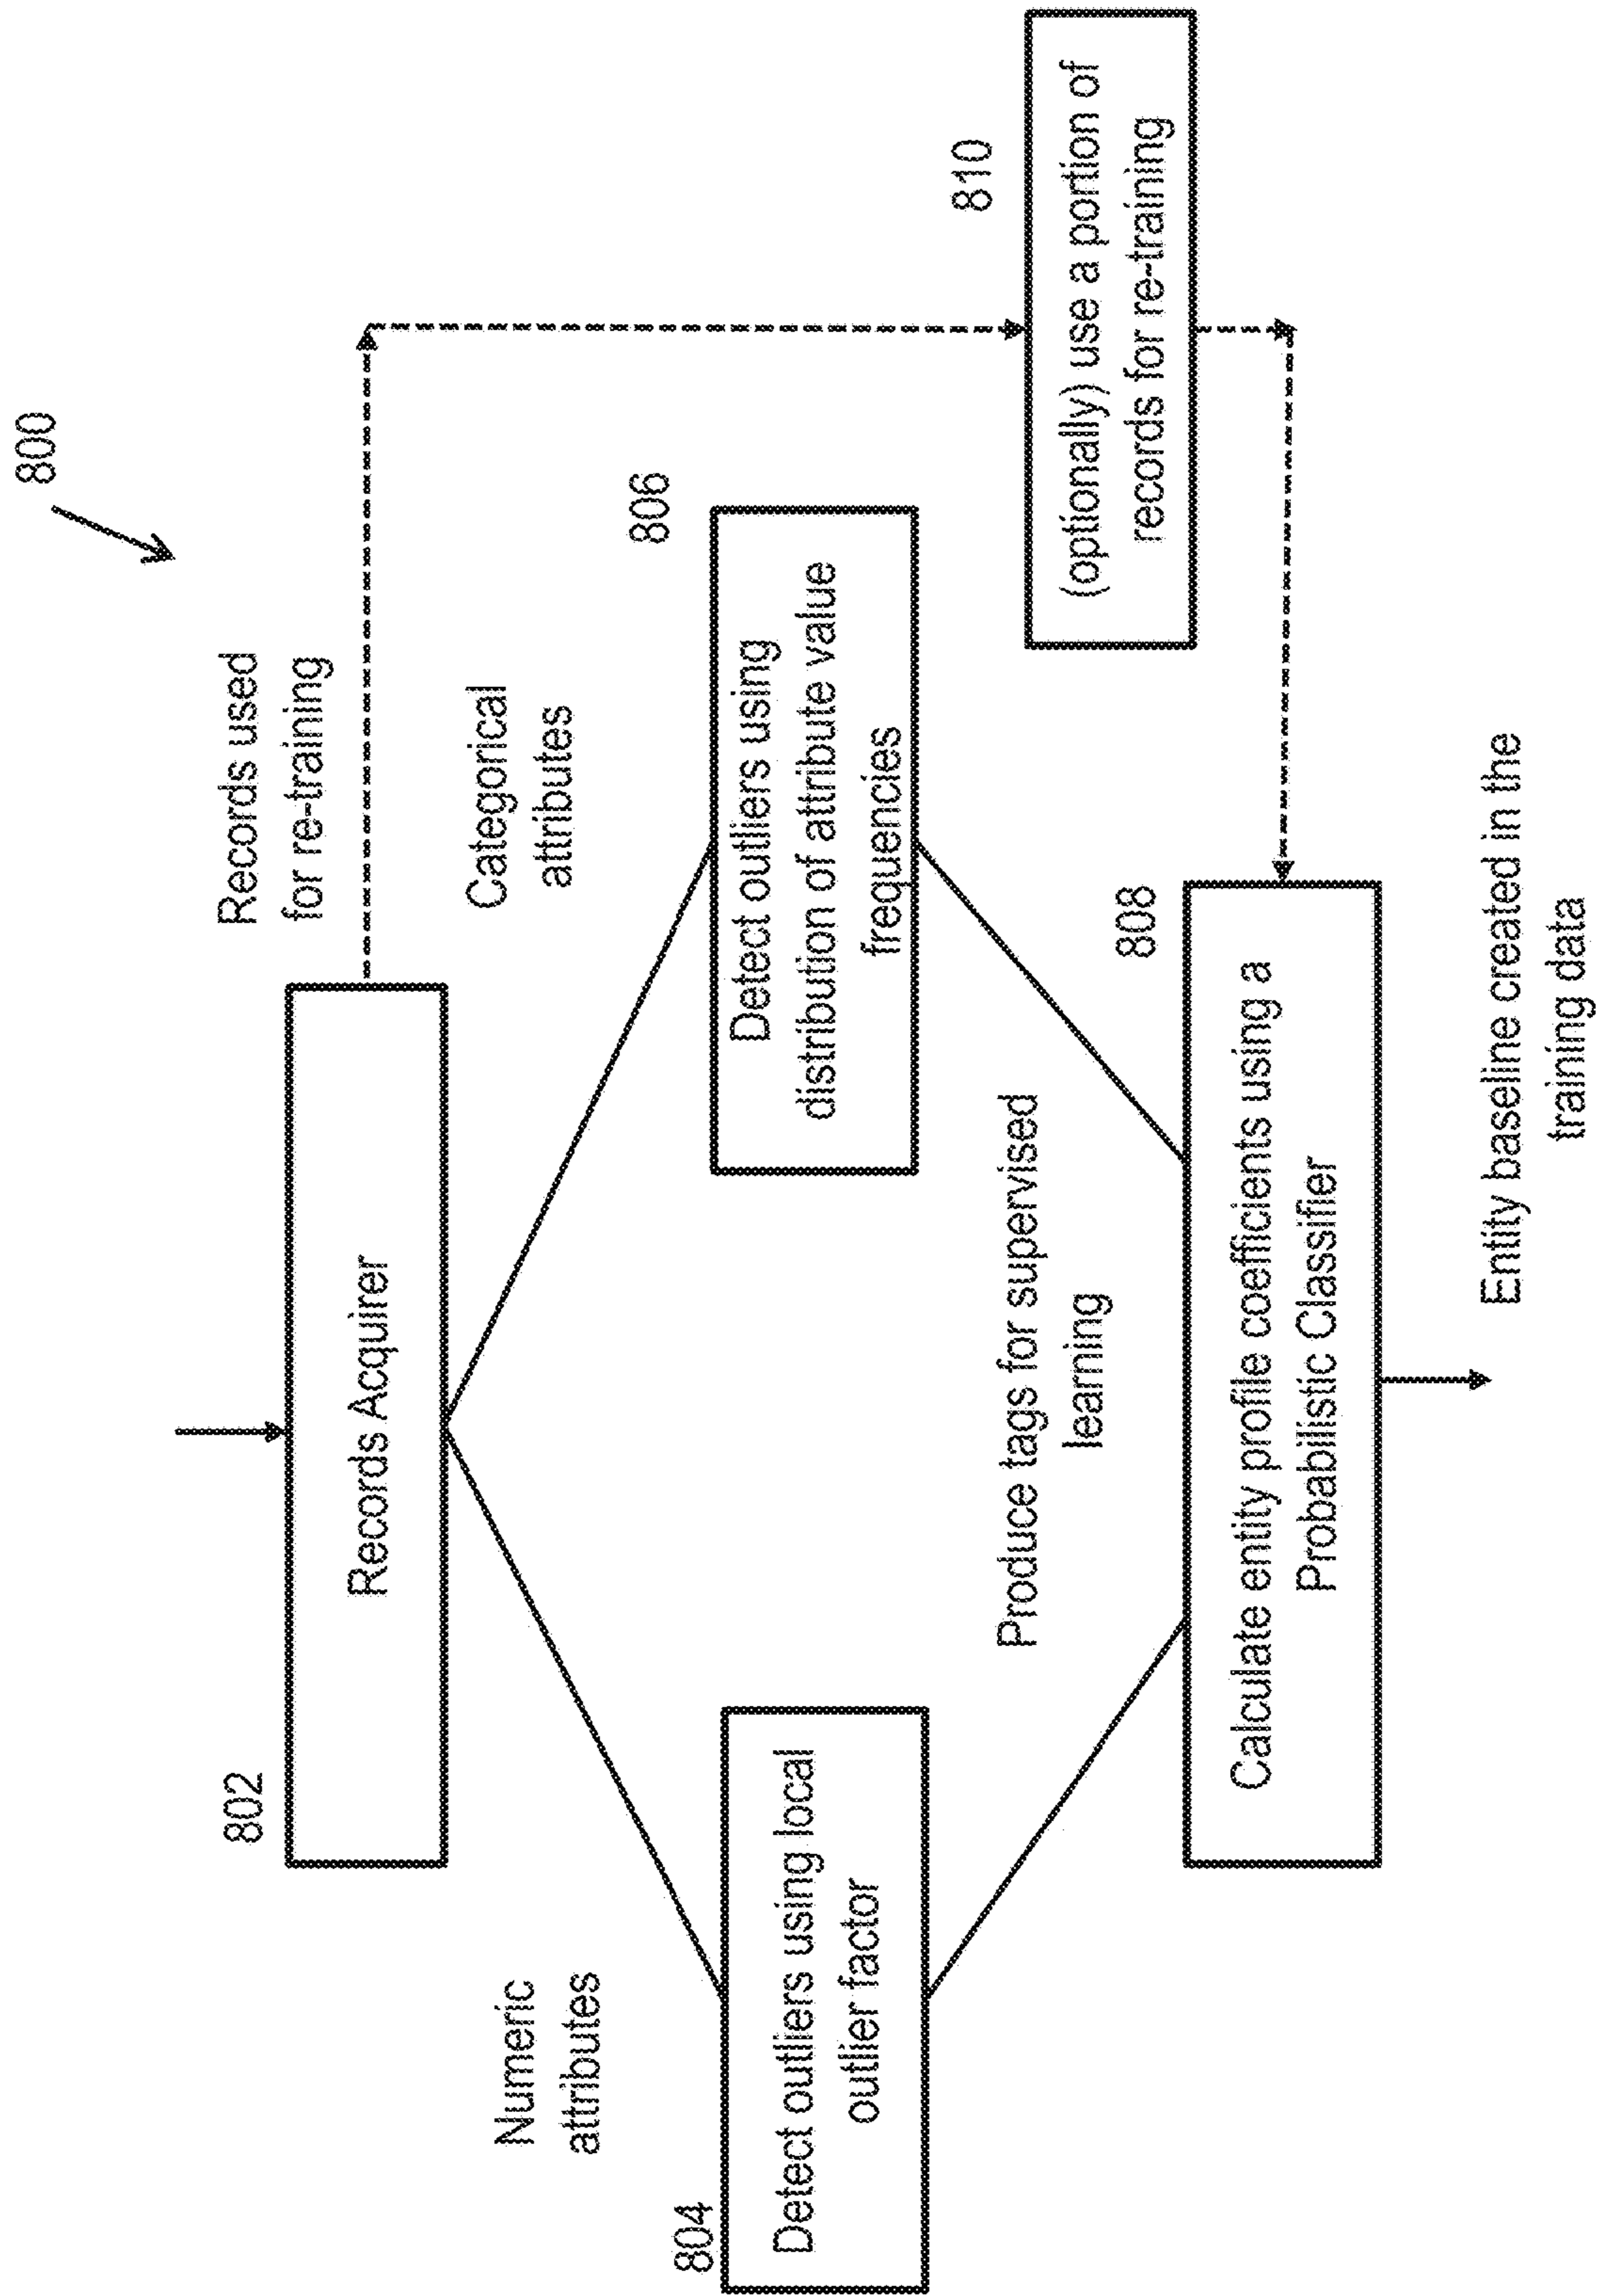 800
802
Records Acquirer
Records used
for re-training
Numeric
attributes
Categorical
attributes
804
Detect outliers using local
outlier factor
806
Detect outliers using
distribution of attribute value
frequencies
Produce tags for supervised
learning
810
(optionally) use a portion of
records for re-training
808
Calculate entity profile coefficients using a
Probabilistic Classifier
Entity baseline created in the
training data